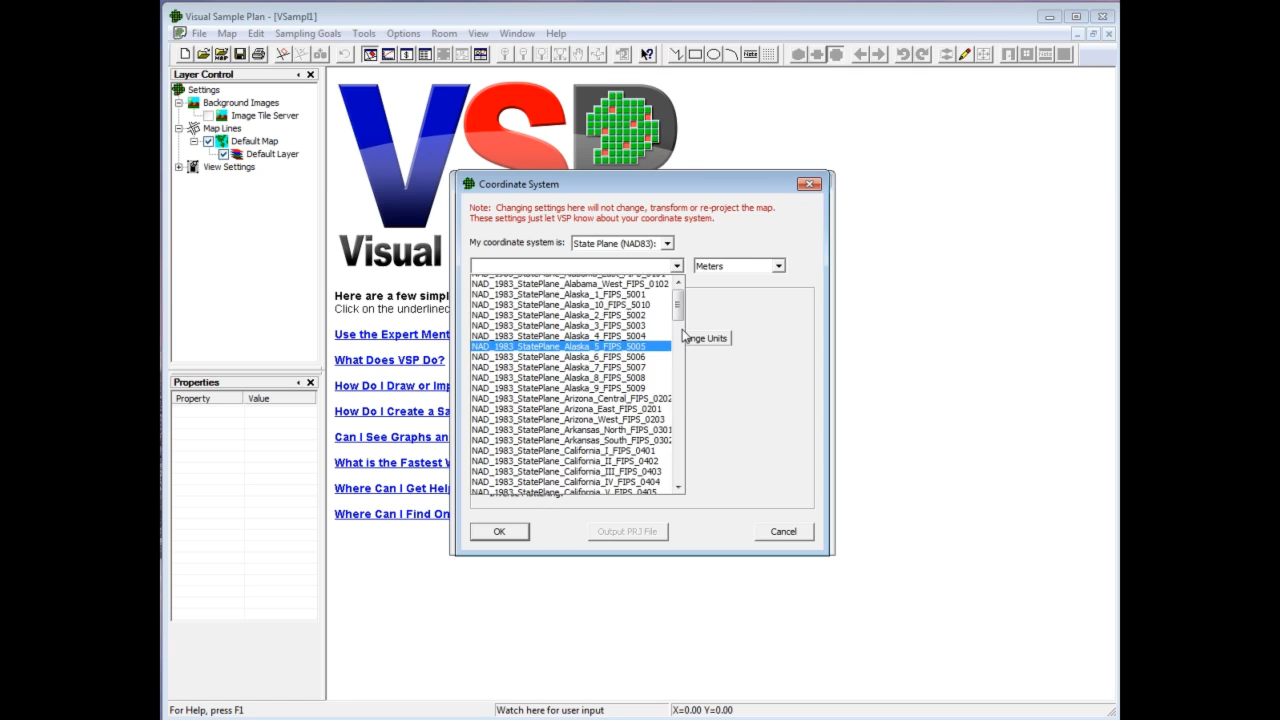 Visual Sample Plan - [VSampl1]
File Map Edit Sampling Goals Tools Options Room View Window Help
Layer Control
Settings
Background Images
Image Tile Server
Map Lines
Default Map
Default Layer
View Settings
Properties
Property Value
VSP
Visual
Here are a few simpl
Click on the underlined
Use the Expert Ment
What Does VSP Do?
How Do I Draw or Imp
How Do I Create a Sa
Can I See Graphs an
What is the Fastest
Where Can I Get Hel
Where Can I Find On
Coordinate System
Note: Changing settings here will not change, transform or re-project the map.
These settings just let VSP know about your coordinate system.
My coordinate system is: State Plane (NAD83):
Meters
NAD_1983_StatePlane_Alabama_East_FIPS_0101
NAD_1983_StatePlane_Alabama_West_FIPS_0102
NAD_1983_StatePlane_Alaska_1_FIPS_5001
NAD_1983_StatePlane_Alaska_10_FIPS_5010
NAD_1983_StatePlane_Alaska_2_FIPS_5002
NAD_1983_StatePlane_Alaska_3_FIPS_5003
NAD_1983_StatePlane_Alaska_4_FIPS_5004
NAD_1983_StatePlane_Alaska_5_FIPS_5005
NAD_1983_StatePlane_Alaska_6_FIPS_5006
NAD_1983_StatePlane_Alaska_7_FIPS_5007
NAD_1983_StatePlane_Alaska_8_FIPS_5008
NAD_1983_StatePlane_Alaska_9_FIPS_5009
NAD_1983_StatePlane_Arizona_Central_FIPS_0202
NAD_1983_StatePlane_Arizona_East_FIPS_0201
NAD_1983_StatePlane_Arizona_West_FIPS_0203
NAD_1983_StatePlane_Arkansas_North_FIPS_0301
NAD_1983_StatePlane_Arkansas_South_FIPS_0302
NAD_1983_StatePlane_California_I_FIPS_0401
NAD_1983_StatePlane_California_II_FIPS_0402
NAD_1983_StatePlane_California_III_FIPS_0403
NAD_1983_StatePlane_California_IV_FIPS_0404
NAD_1983_StatePlane_California_V_FIPS_0405
nge Units
OK Output PRJ File Cancel
For Help, press F1 Watch here for user input X=0.00 Y=0.00